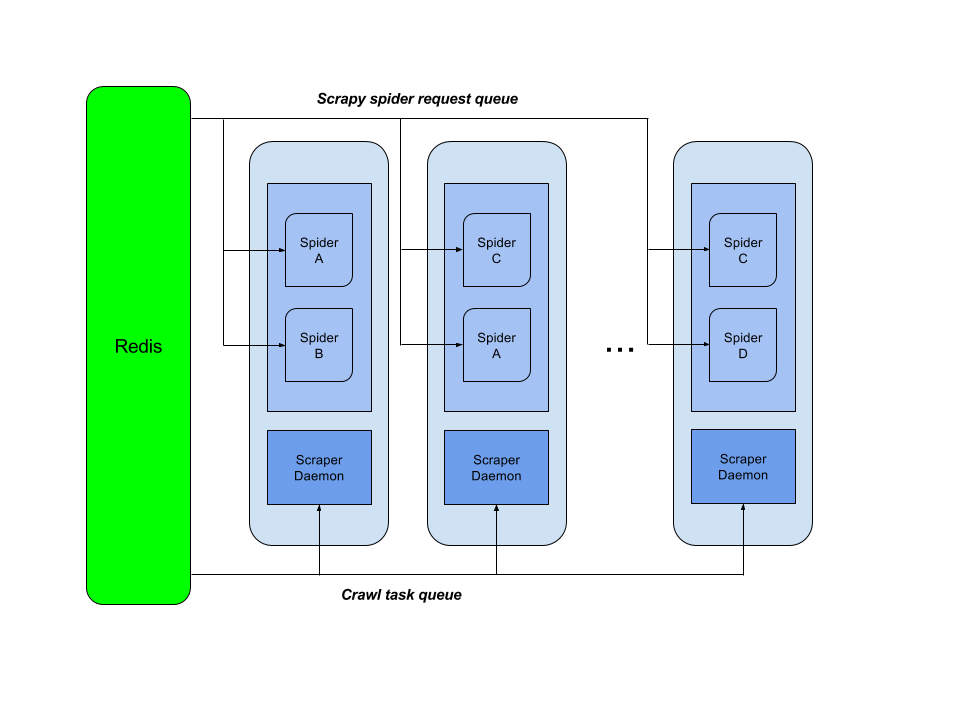 Scrapy spider request queue
Redis
Spider
A
Spider
B
Scraper
Daemon
Spider
C
Spider
A
Scraper
Daemon
...
Spider
C
Spider
D
Scraper
Daemon
Crawl task queue